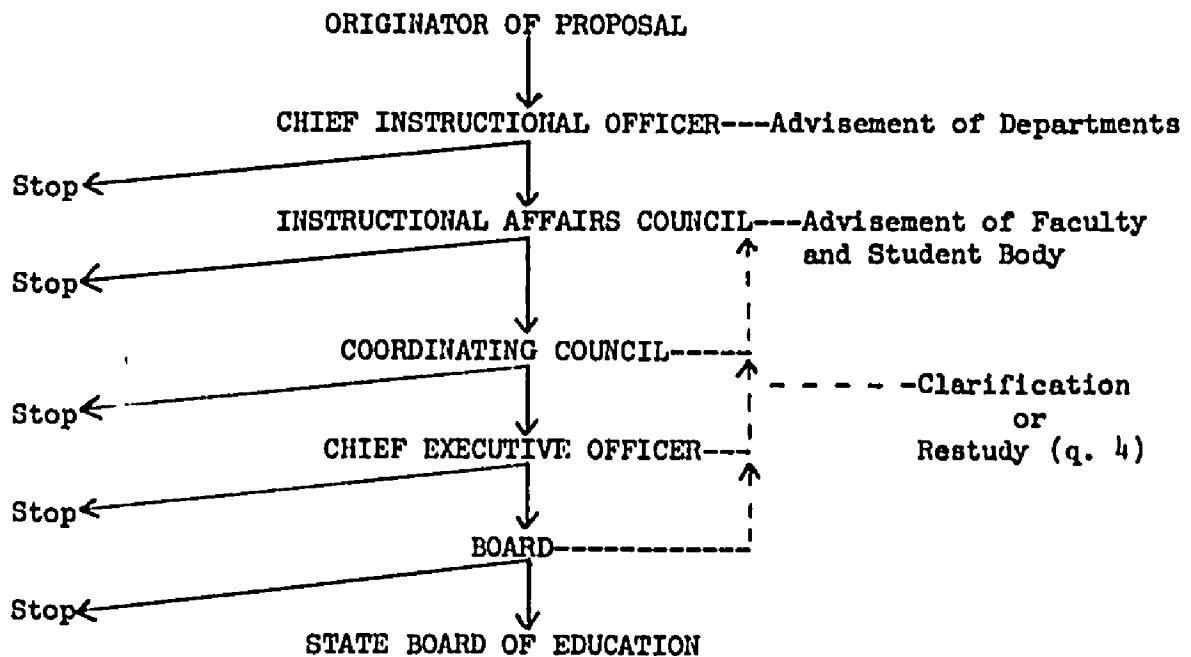 ORIGINATOR OF PROPOSAL
CHIEF INSTRUCTIONAL OFFICER---Advisement of Departments
Stop
INSTRUCTIONAL AFFAIRS COUNCIL---Advisement of Faculty
and Student Body
Stop
COORDINATING COUNCIL-----
- - - - -Clarification
or
Stop
CHIEF EXECUTIVE OFFICER---
Restudy (q. 4)
Stop
BOARD------------
Stop
STATE BOARD OF EDUCATION